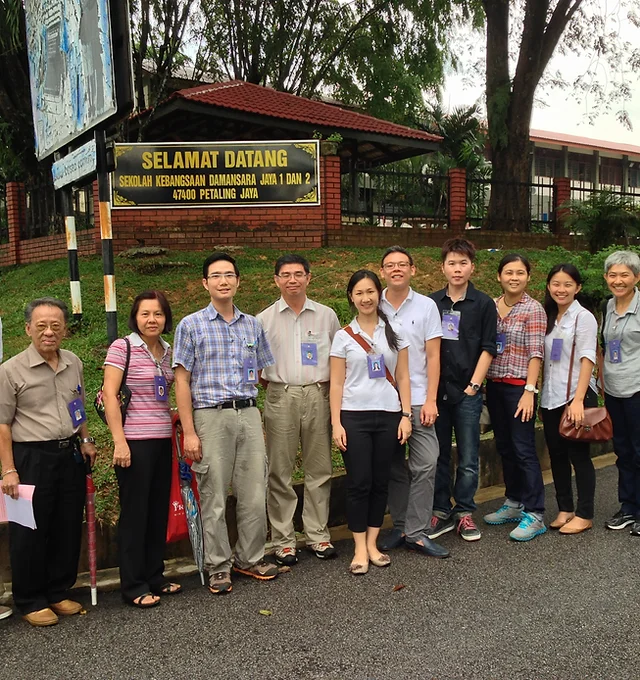 SELAMAT DATANG
SEKOLAH KEBANGSAAN DAMANSARA JAYA 1 DAN 2
47400 PETALING JAYA